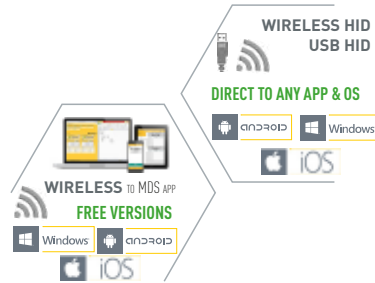 WIRELESS HID
USB HID
DIRECT TO ANY APP & OS
ANDROID Windows
iOS
WIRELESS TO MDS APP
FREE VERSIONS
Windows ANDROID
iOS